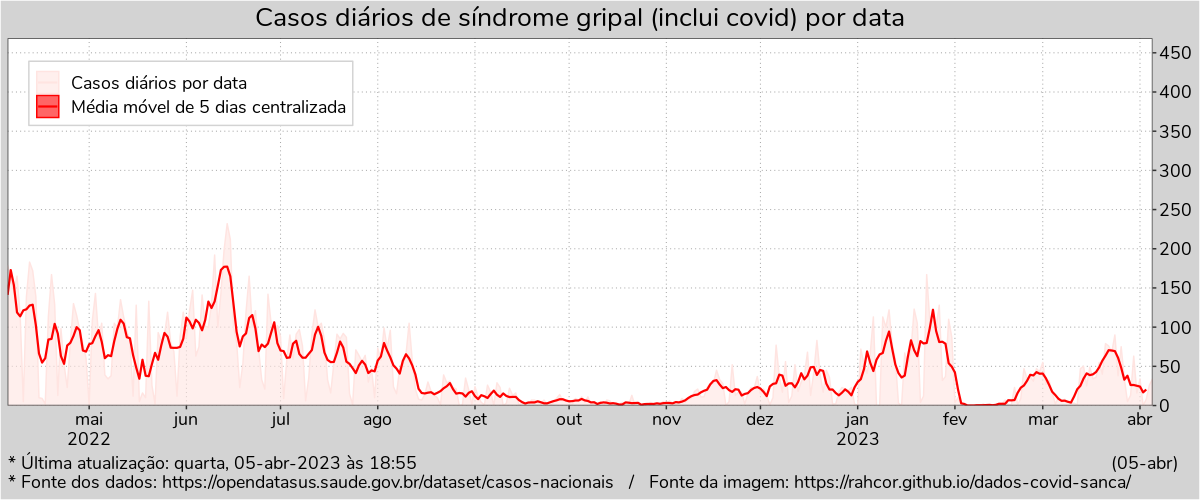 Casos diários de síndrome gripal (inclui covid) por data
Casos diários por data
Média móvel de 5 dias centralizada
450
400
350
300
250
200
150
100
50
0
mai jun jul ago set out nov dez jan fev mar abr
2022 2023
* Última atualização: quarta, 05-abr-2023 às 18:55 (05-abr)
* Fonte dos dados: https://opendatasus.saude.gov.br/dataset/casos-nacionais / Fonte da imagem: https://rahcor.github.io/dados-covid-sanca/